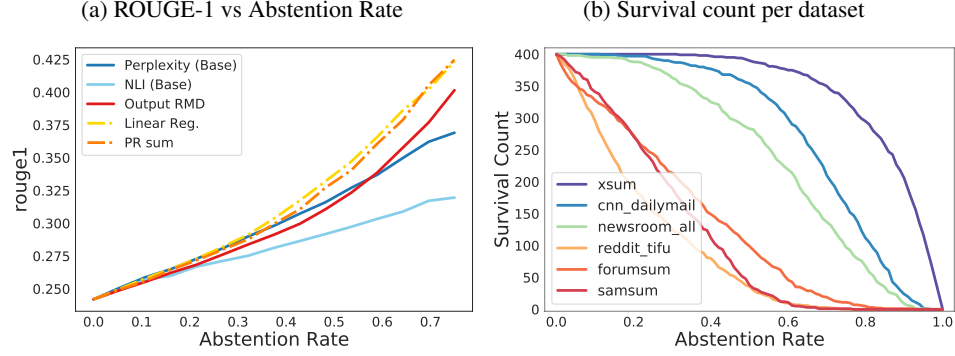 (a) ROUGE-1 vs Abstention Rate
0.425
0.400
0.375
0.350
0.325
0.300
0.275
0.250
rouge1
Perplexity (Base)
NLI (Base)
Output RMD
Linear Reg.
PR sum
0.0 0.1 0.2 0.3 0.4 0.5 0.6 0.7
Abstention Rate
(b) Survival count per dataset
400
350
300
250
200
150
100
50
0
Survival Count
xsum
cnn_dailymail
newsroom_all
reddit_tifu
forumsum
samsum
0.0 0.2 0.4 0.6 0.8 1.0
Abstention Rate